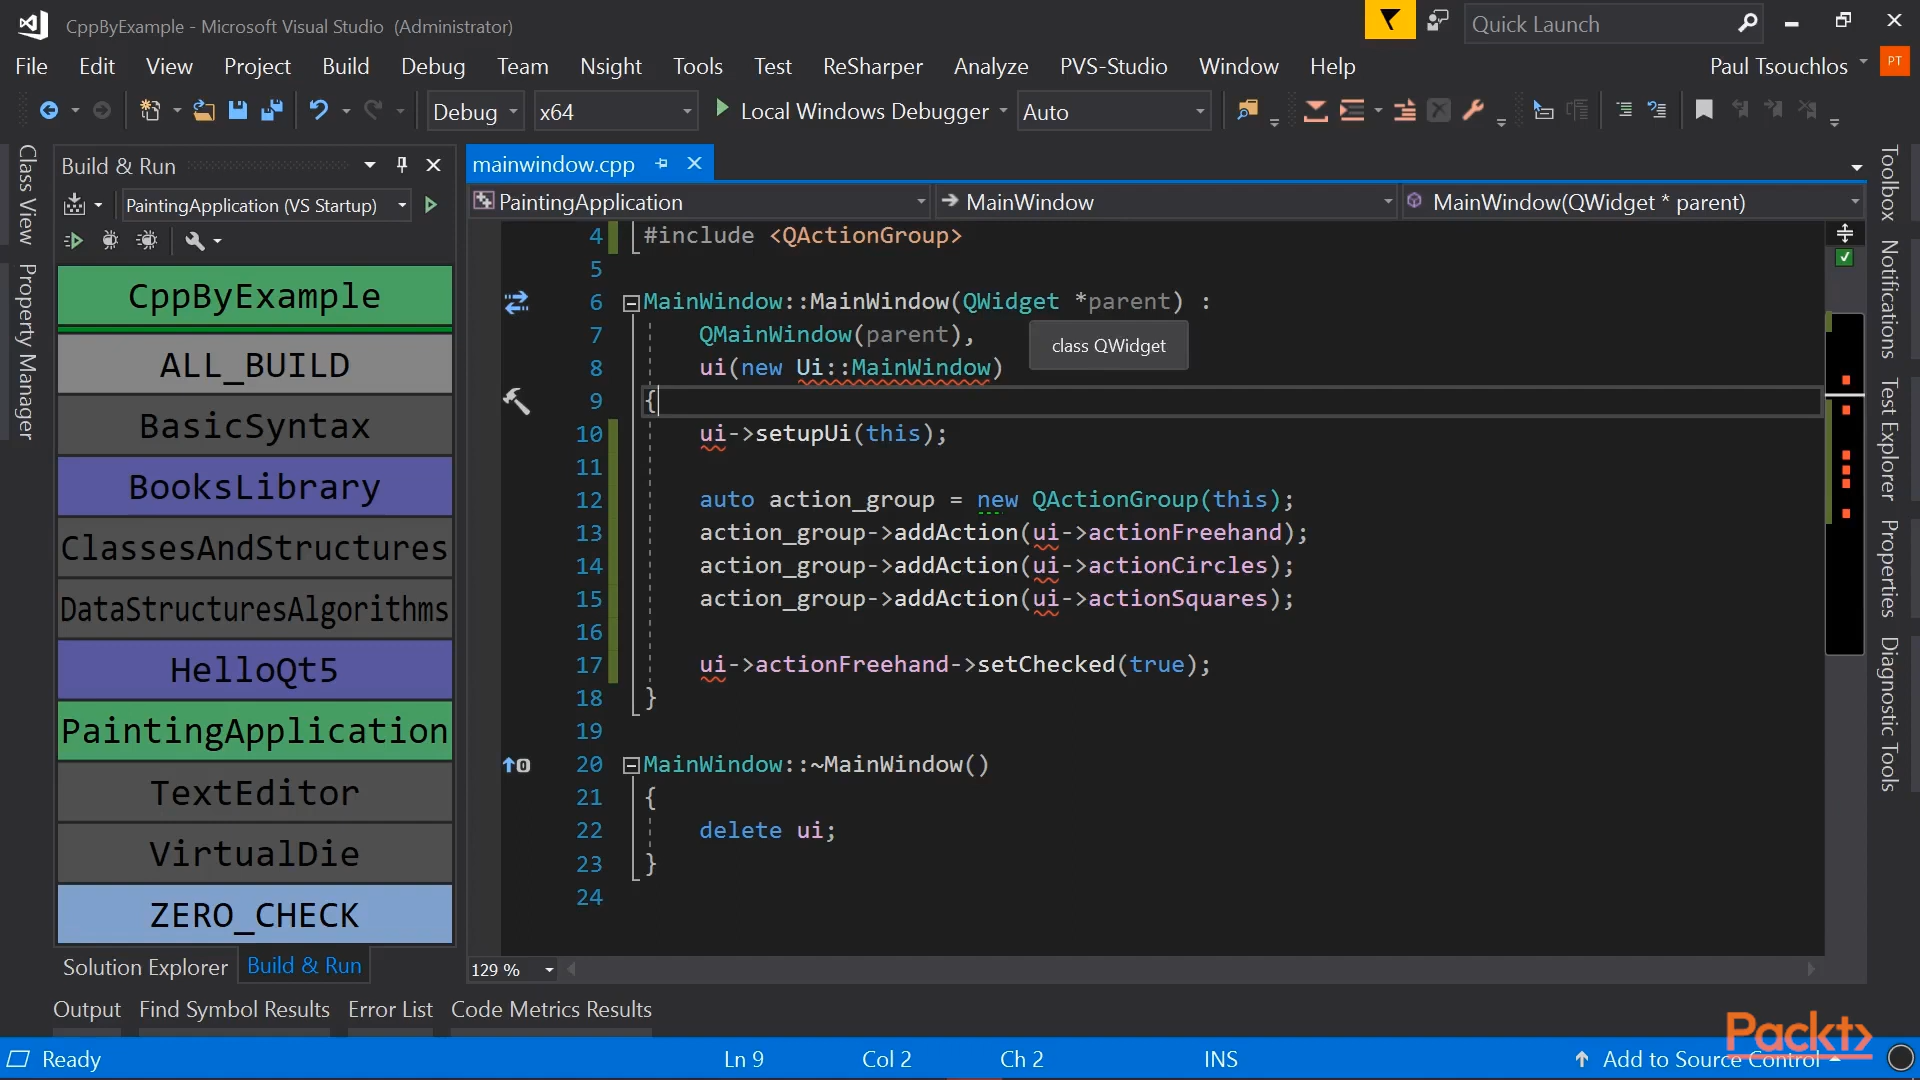 CppByExample - Microsoft Visual Studio (Administrator)
Quick Launch
File Edit View Project Build Debug Team Nsight Tools Test ReSharper Analyze PVS-Studio Window Help
Paul Tsouchlos PT
Debug x64 Local Windows Debugger Auto
Class View
Property Manager
Build & Run
PaintingApplication (VS Startup)
CppByExample
ALL_BUILD
BasicSyntax
BooksLibrary
ClassesAndStructures
DataStructuresAlgorithms
HelloQt5
PaintingApplication
TextEditor
VirtualDie
ZERO_CHECK
Solution Explorer Build & Run
mainwindow.cpp
PaintingApplication MainWindow MainWindow(QWidget * parent)
4 #include <QActionGroup>
5
6 MainWindow::MainWindow(QWidget *parent) :
7 QMainWindow(parent),
class QWidget
8 ui(new Ui::MainWindow)
9 {
10 ui->setupUi(this);
11
12 auto action_group = new QActionGroup(this);
13 action_group->addAction(ui->actionFreehand);
14 action_group->addAction(ui->actionCircles);
15 action_group->addAction(ui->actionSquares);
16
17 ui->actionFreehand->setChecked(true);
18 }
19
20 MainWindow::~MainWindow()
21 {
22 delete ui;
23 }
24
129 %
Toolbox
Notifications
Test Explorer
Properties
Diagnostic Tools
Output Find Symbol Results Error List Code Metrics Results
Packt
Ready Ln 9 Col 2 Ch 2 INS Add to Source Control